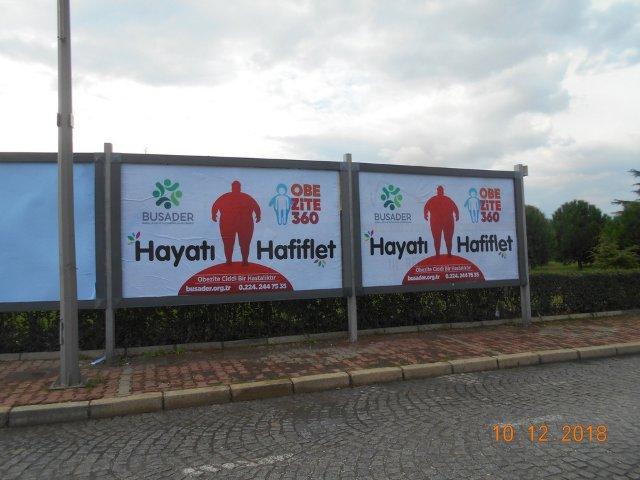 BUSADER
OBE
ZİTE
360
Hayatı Hafiflet
Obezite Ciddi Bir Hastalıktır
busader.org.tr 0.224. 244 75 35
BUSADER
OBE
ZİTE
360
Hayatı Hafiflet
Obezite Ciddi Bir Hastalıktır
busader.org.tr 0.224. 244 75 35
10 12 2018